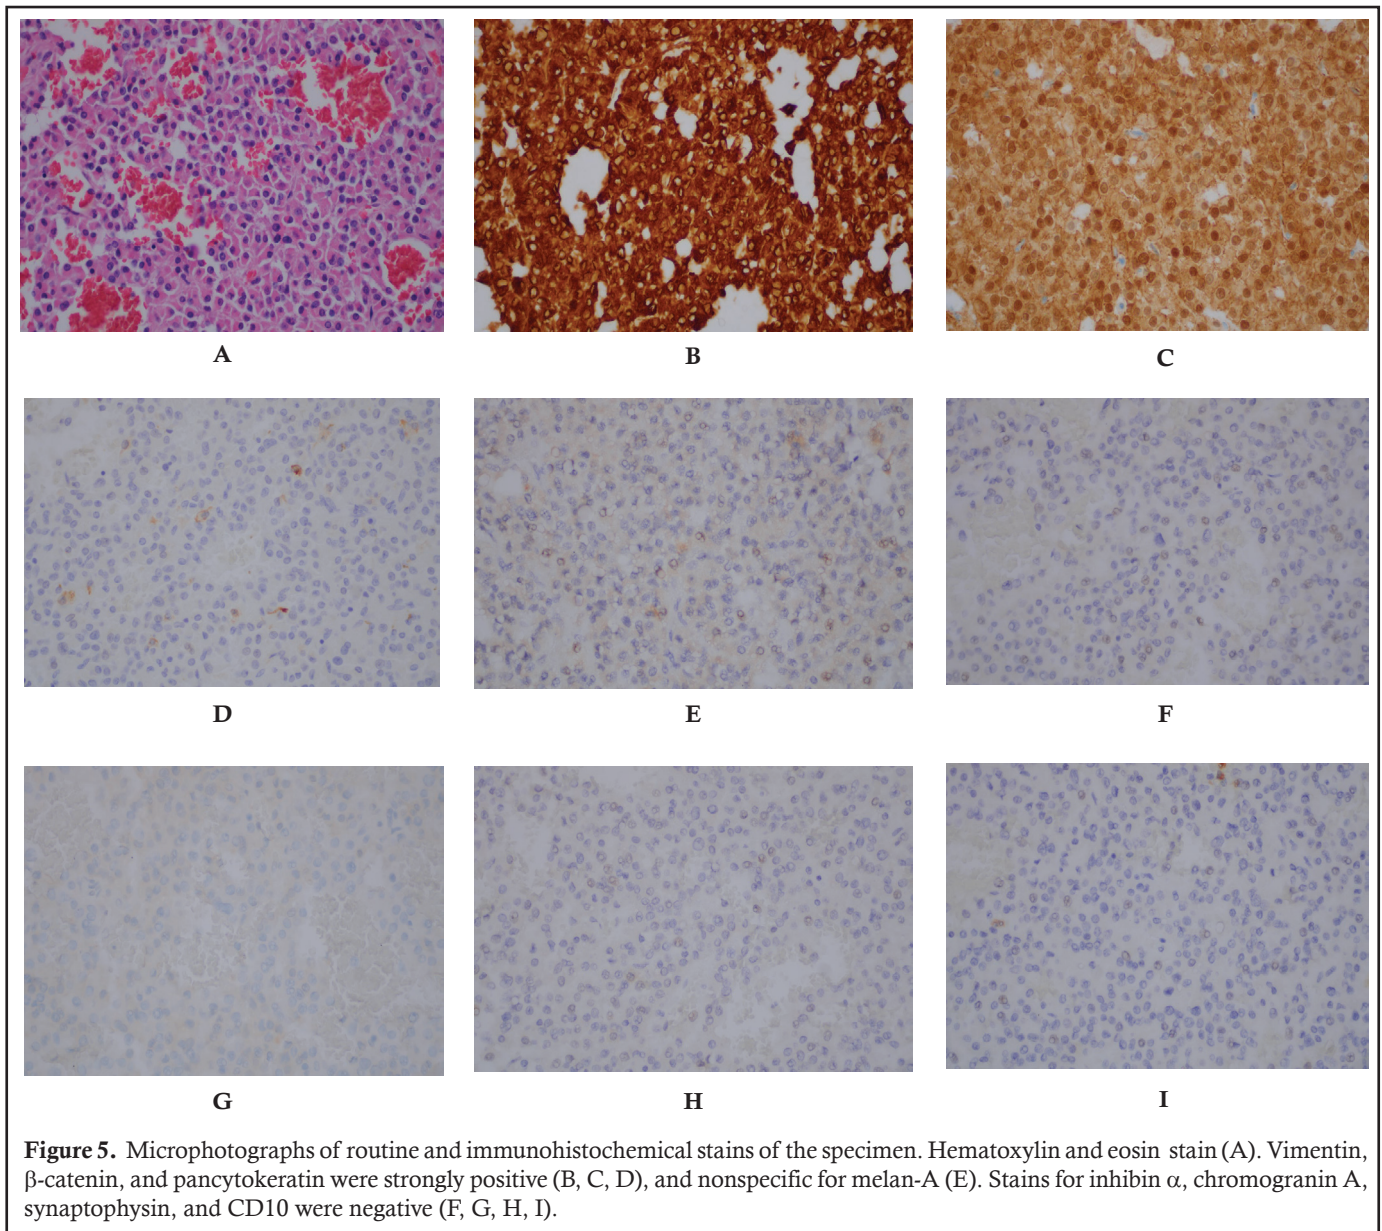 A
B
C
D
E
F
G
H
I
Figure 5. Microphotographs of routine and immunohistochemical stains of the specimen. Hematoxylin and eosin stain (A). Vimentin,
β-catenin, and pancytokeratin were strongly positive (B, C, D), and nonspecific for melan-A (E). Stains for inhibin α, chromogranin A,
synaptophysin, and CD10 were negative (F, G, H, I).